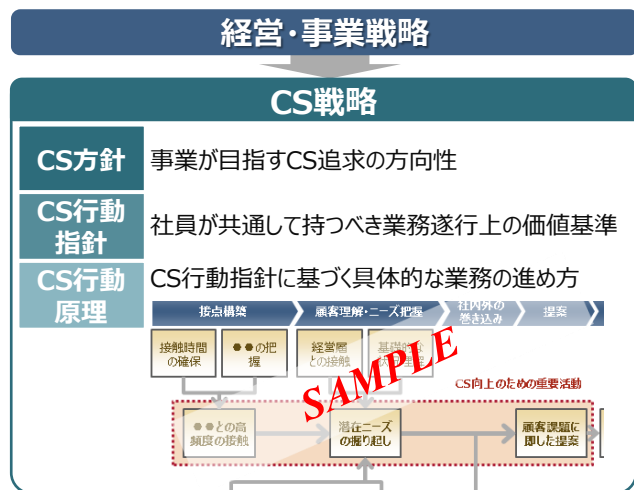 経営・事業戦略
CS戦略
CS方針
事業が目指すCS追求の方向性
CS行動
指針
社員が共通して持つべき業務遂行上の価値基準
CS行動
原理
CS行動指針に基づく具体的な業務の進め方
接点構築
顧客理解・ニーズ把握
社内外の
巻き込み
提案
接触時間
の確保
●●の把
握
経営層
との接触
基礎的な
SAMPLE
CS向上のための重要活動
●●との高
頻度の接触
潜在ニーズ
の掘り起し
顧客課題に
即した提案